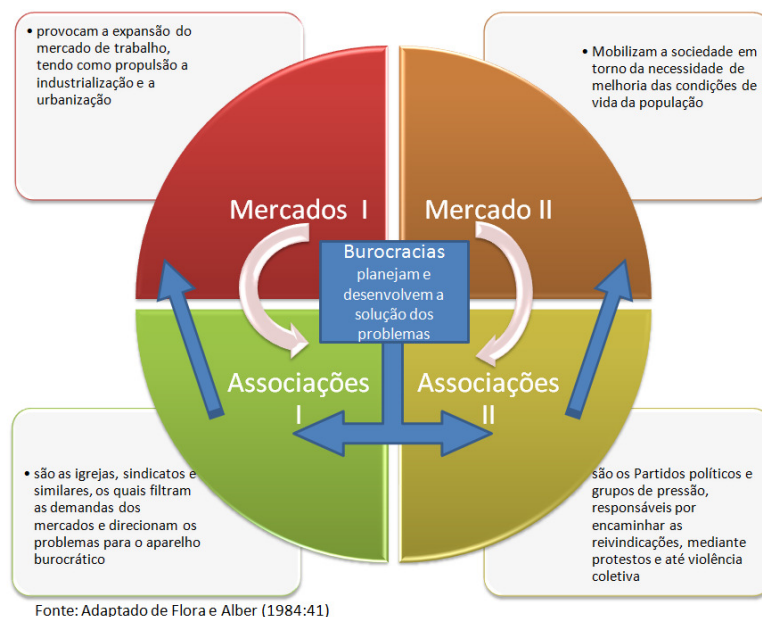 • provocam a expansão do
mercado de trabalho,
tendo como propulsão a
industrialização e a
urbanização
• Mobilizam a sociedade em
torno da necessidade de
melhoria das condições de
vida da população
Mercados I
Mercado II
Burocracias
planejam e
desenvolvem a
solução dos
problemas
Associações
I
Associações
II
• são as igrejas, sindicatos e
similares, os quais filtram
as demandas dos
mercados e direcionam os
problemas para o aparelho
burocrático
são os Partidos políticos e
grupos de pressão,
responsáveis por
encaminhar as
reivindicações, mediante
protestos e até violência
coletiva
Fonte: Adaptado de Flora e Alber (1984:41)